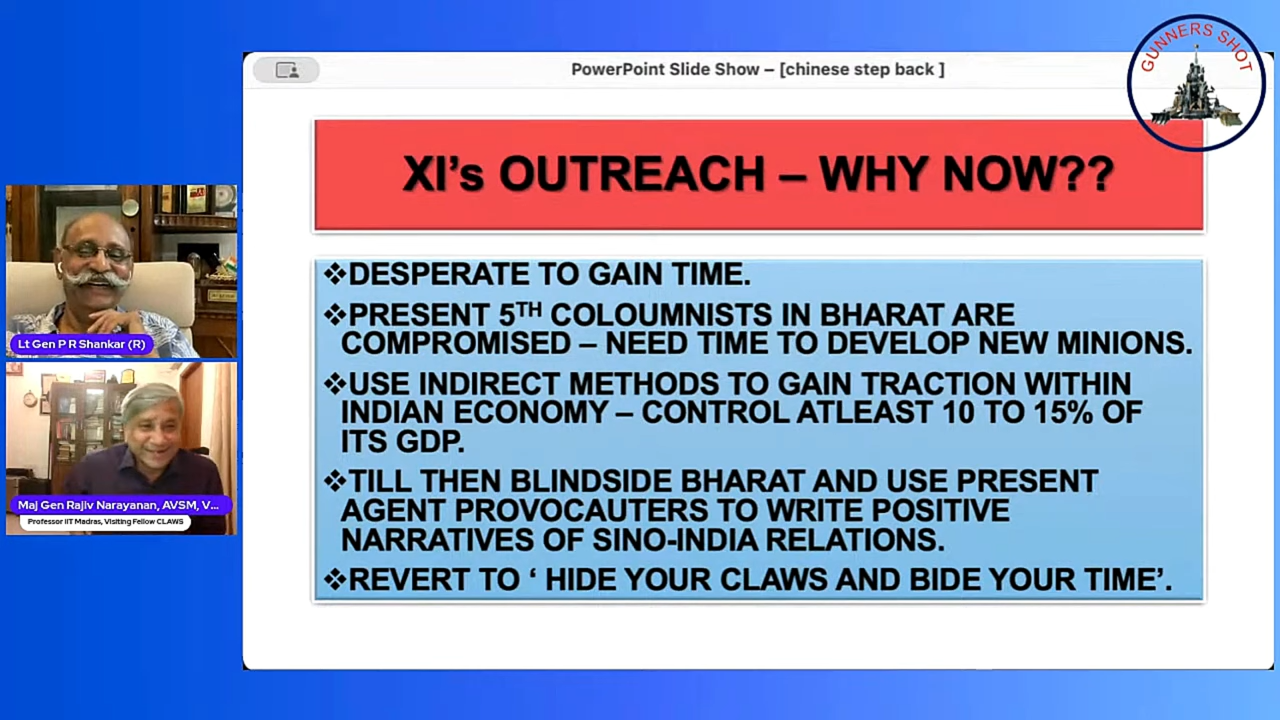 GUNNERS SHOT
PowerPoint Slide Show – [chinese step back ]
XI’s OUTREACH – WHY NOW??
❖DESPERATE TO GAIN TIME.
❖PRESENT 5TH COLOUMNISTS IN BHARAT ARE
COMPROMISED – NEED TIME TO DEVELOP NEW MINIONS.
❖USE INDIRECT METHODS TO GAIN TRACTION WITHIN
INDIAN ECONOMY – CONTROL ATLEAST 10 TO 15% OF
ITS GDP.
❖TILL THEN BLINDSIDE BHARAT AND USE PRESENT
AGENT PROVOCAUTERS TO WRITE POSITIVE
NARRATIVES OF SINO-INDIA RELATIONS.
❖REVERT TO ‘ HIDE YOUR CLAWS AND BIDE YOUR TIME’.
Lt Gen P R Shankar (R)
Maj Gen Rajiv Narayanan, AVSM, V...
Professor IIT Madras, Visiting Fellow CLAWS